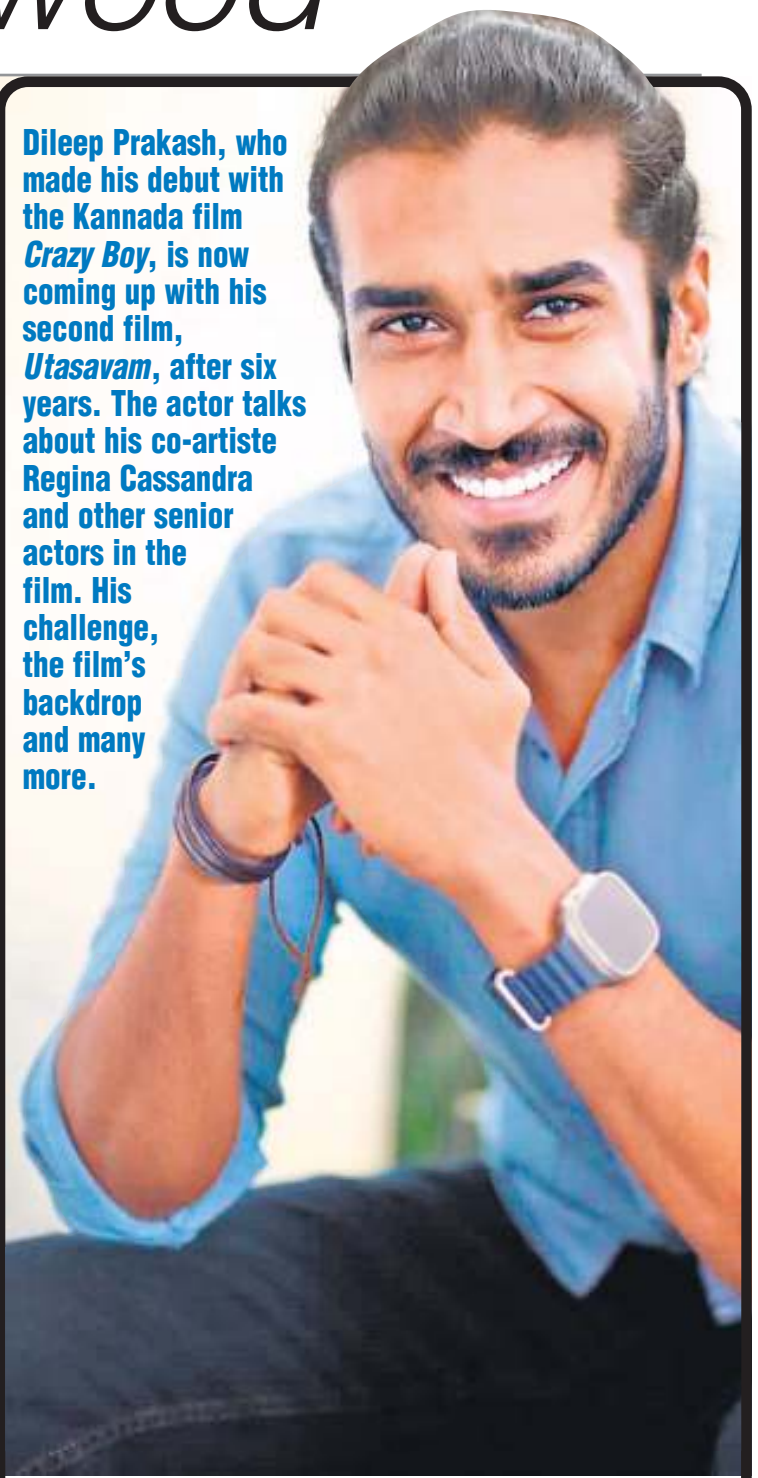 wood
Dileep Prakash, who
made his debut with
the Kannada film
Crazy Boy, is now
coming up with his
second film,
Utasavam, after six
years. The actor talks
about his co-artiste
Regina Cassandra
and other senior
actors in the
film. His
challenge,
the film’s
backdrop
and many
more.